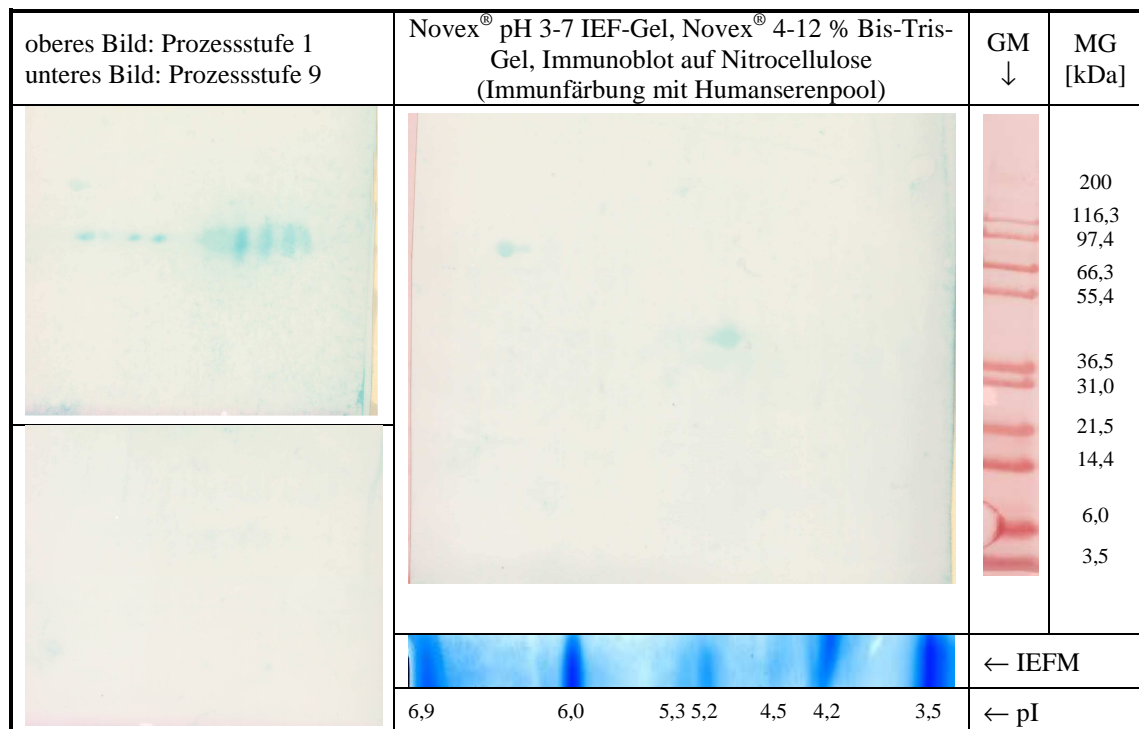 oberes Bild: Prozessstufe 1
unteres Bild: Prozessstufe 9
Novex® pH 3-7 IEF-Gel, Novex® 4-12 % Bis-Tris-
Gel, Immunoblot auf Nitrocellulose
(Immunfärbung mit Humanserenpool)
GM
↓
MG
[kDa]
200
116,3
97,4
66,3
55,4
36,5
31,0
21,5
14,4
6,0
3,5
← IEFM
6,9 6,0 5,3 5,2 4,5 4,2 3,5
← pI